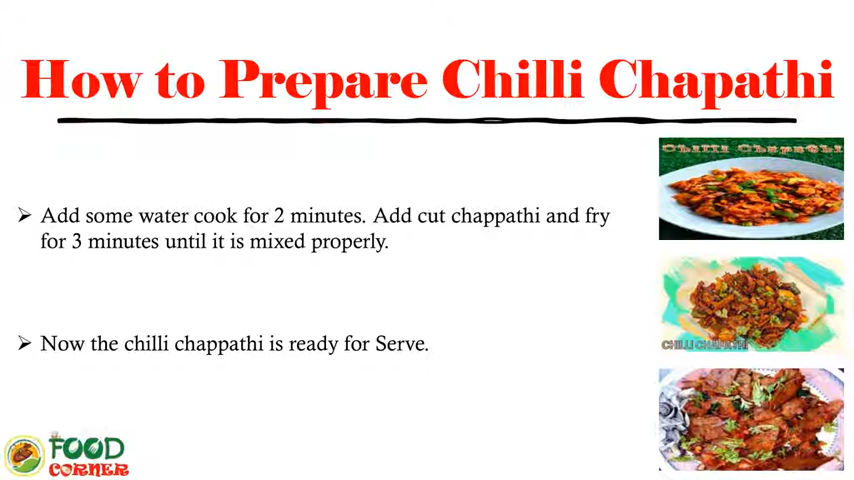 How to Prepare Chilli Chapathi
Chilli Chapathi
➢ Add some water cook for 2 minutes. Add cut chappathi and fry
for 3 minutes until it is mixed properly.
CHILLI CHAPATHI
➢ Now the chilli chappathi is ready for Serve.
FOOD
CORNER